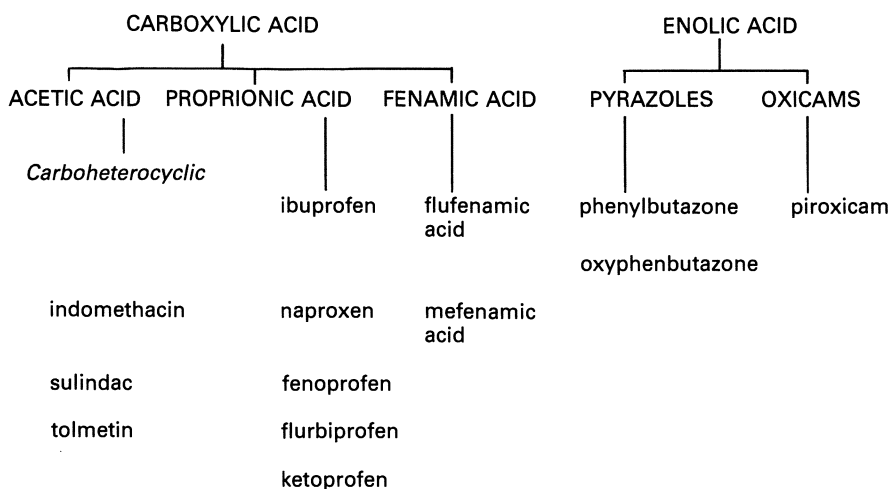 CARBOXYLIC ACID
ENOLIC ACID
ACETIC ACID
PROPRIONIC ACID
FENAMIC ACID
PYRAZOLES
OXICAMS
Carboheterocyclic
ibuprofen
flufenamic
acid
phenylbutazone
piroxicam
oxyphenbutazone
indomethacin
naproxen
mefenamic
acid
sulindac
fenoprofen
tolmetin
flurbiprofen
ketoprofen